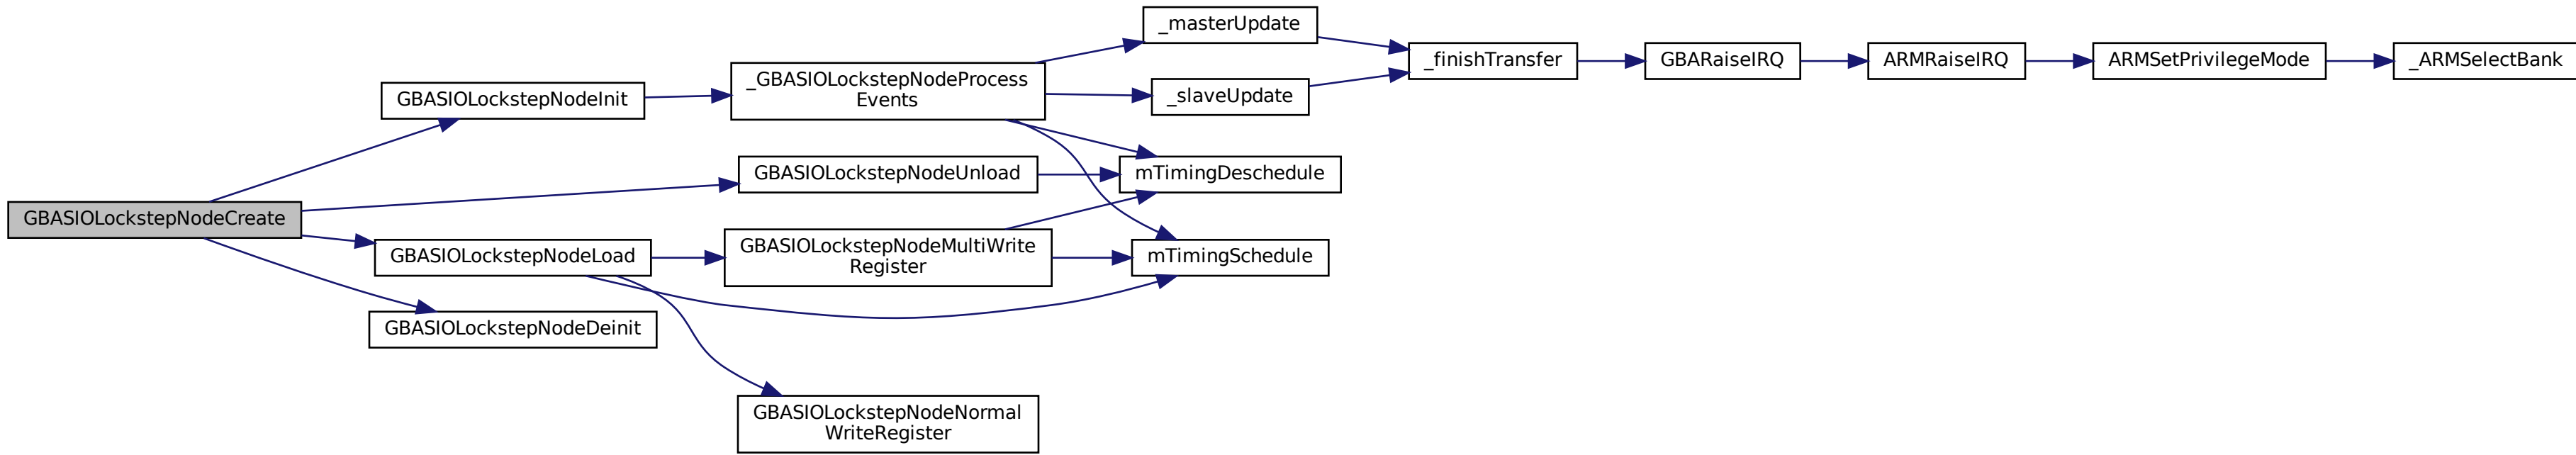 GBASIOLockstepNodeCreate
GBASIOLockstepNodeInit
_GBASIOLockstepNodeProcess
Events
_masterUpdate
_slaveUpdate
_finishTransfer
GBARaiseIRQ
ARMRaiseIRQ
ARMSetPrivilegeMode
_ARMSelectBank
GBASIOLockstepNodeUnload
mTimingDeschedule
GBASIOLockstepNodeLoad
GBASIOLockstepNodeMultiWrite
Register
mTimingSchedule
GBASIOLockstepNodeDeinit
GBASIOLockstepNodeNormal
WriteRegister